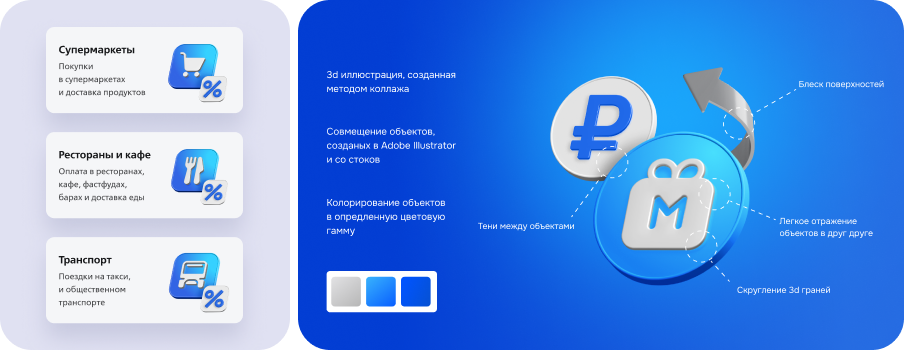 Супермаркеты
Покупки
в супермаркетах
и доставка продуктов
%
Рестораны и кафе
Оплата в ресторанах,
кафе, фастфудах,
барах и доставка еды
%
Транспорт
Поездки на такси,
и общественном
транспорте
%
3d иллюстрация, созданная
методом коллажа
Совмещение объектов,
созданых в Adobe Illustrator
и со стоков
Колорирование объектов
в опредленную цветовую
гамму
₽
М
Блеск поверхностей
Тени между объектами
Легкое отражение
объектов в друг друге
Скругление 3d граней